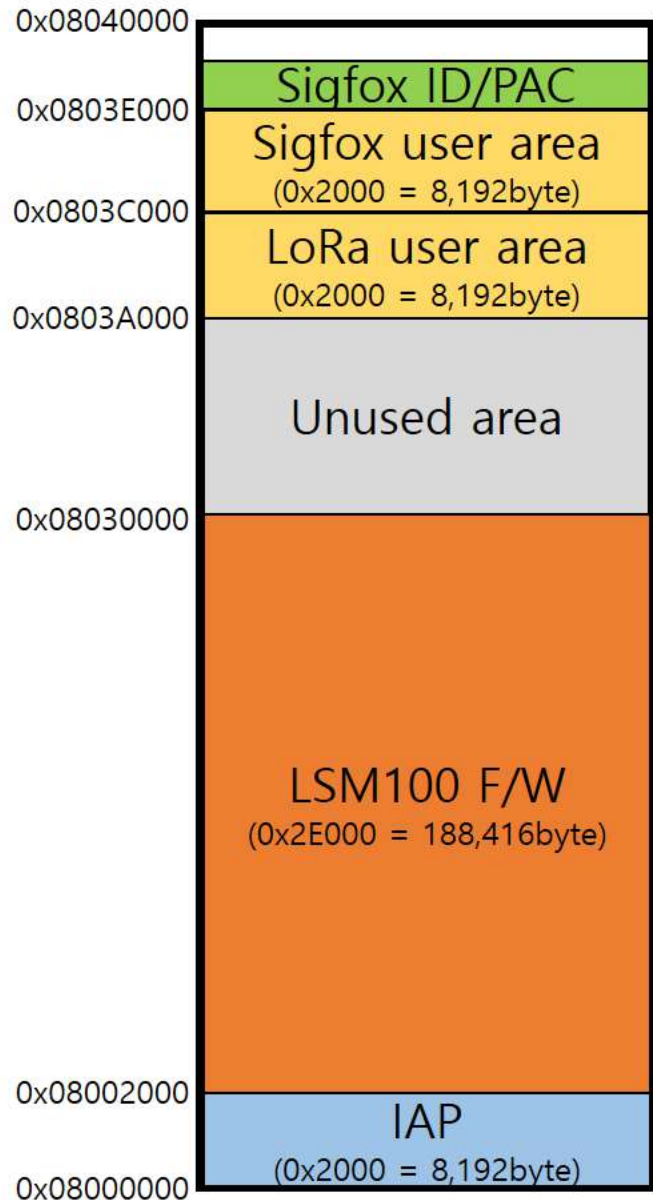 0x08040000
Sigfox ID/PAC
0x0803E000
Sigfox user area
(0x2000 = 8,192byte)
0x0803C000
LoRa user area
(0x2000 = 8,192byte)
0x0803A000
Unused area
0x08030000
LSM100 F/W
(0x2E000 = 188,416byte)
0x08002000
IAP
(0x2000 = 8,192byte)
0x08000000